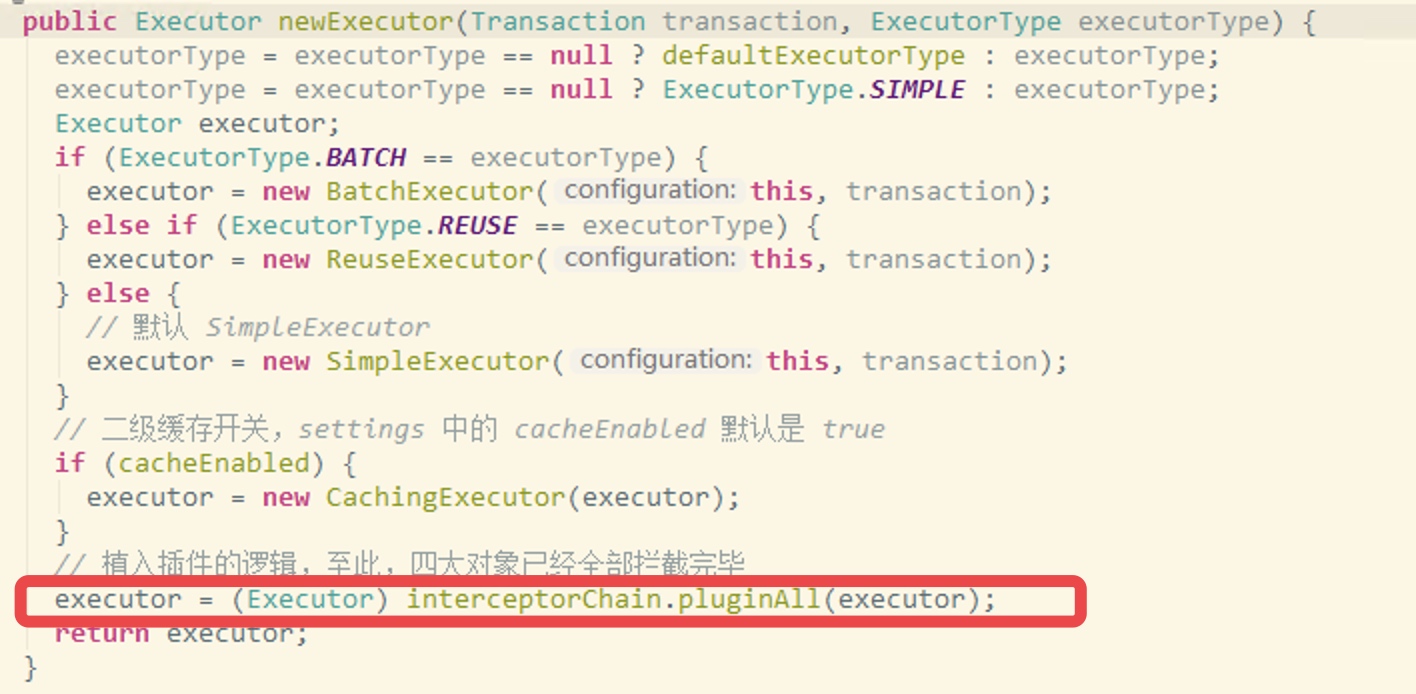 public Executor newExecutor(Transaction transaction, ExecutorType executorType) {
executorType = executorType == null ? defaultExecutorType : executorType;
executorType = executorType == null ? ExecutorType.SIMPLE : executorType;
Executor executor;
if (ExecutorType.BATCH == executorType) {
executor = new BatchExecutor( configuration: this, transaction);
} else if (ExecutorType.REUSE == executorType) {
executor = new ReuseExecutor( configuration: this, transaction);
} else {
// 默认 SimpleExecutor
executor = new SimpleExecutor( configuration: this, transaction);
}
// 二级缓存开关，settings 中的 cacheEnabled 默认是 true
if (cacheEnabled) {
executor = new CachingExecutor(executor);
}
// 植入插件的逻辑，至此，四大对象已经全部拦截完毕
executor = (Executor) interceptorChain.pluginAll(executor);
return executor;
}